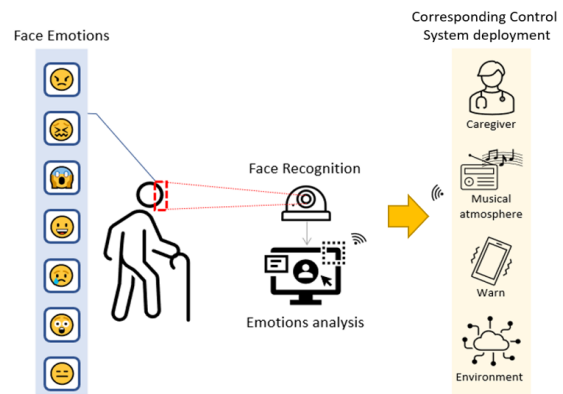 Face Emotions
Corresponding Control
System deployment
Face Recognition
Emotions analysis
Caregiver
Musical
atmosphere
Warn
Environment